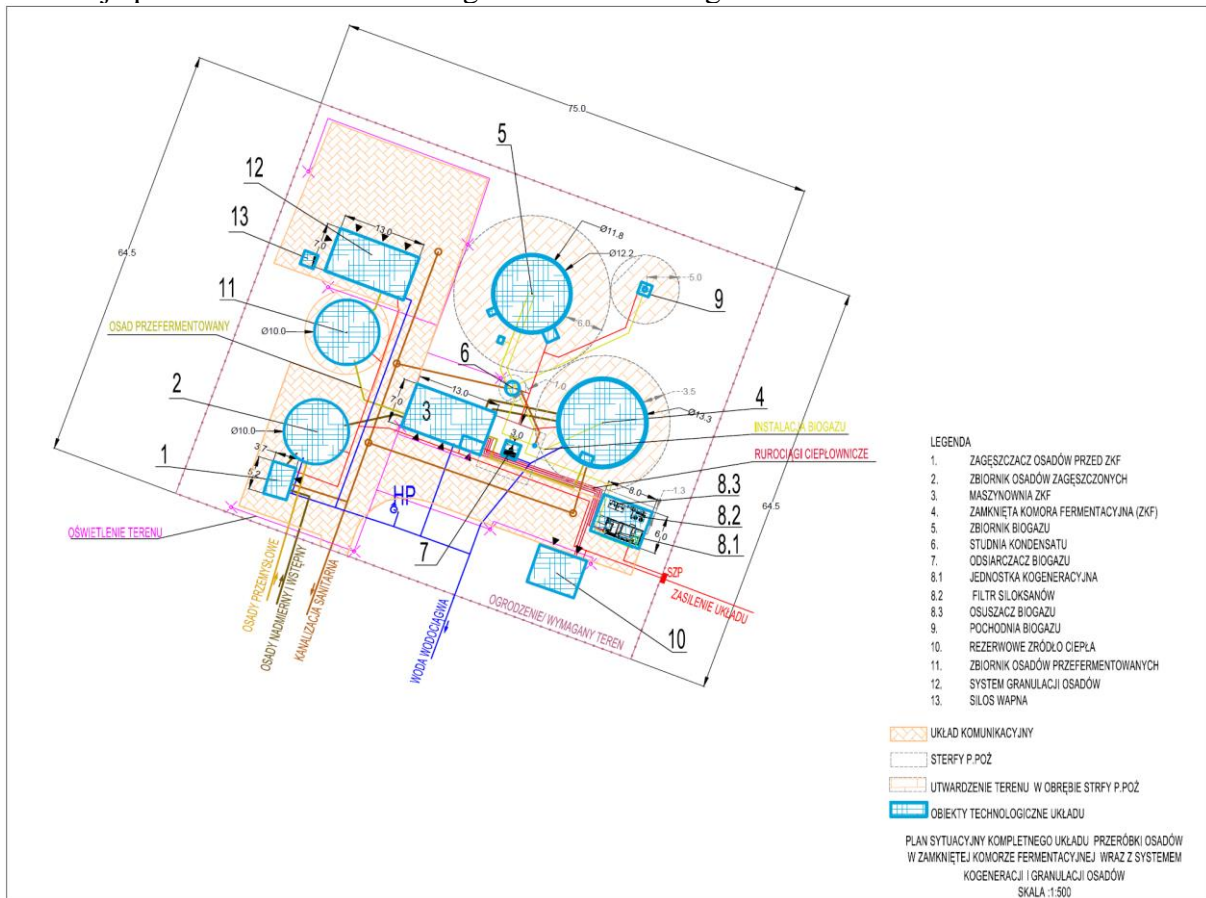 75.0
64.5
5
12
13
13.0
7.0
Ø11.8
Ø12.2
5.0
9
6.0
11
OSAD PRZEFERMENTOWANY
Ø10.0
6
1.0
3.5
4
Ø13.3
2
7.0
13.0
3
INSTALACJA BIOGAZU
Ø10.0
3.0
RUROCIĄGI CIEPŁOWNICZE
3.7
1
5.2
8.0
8.3
1.3
8.2
64.5
HP
6.0
8.1
OŚWIETLENIE TERENU
7
SZP
ZASILENIE UKŁADU
OGRODZENIE/ WYMAGANY TEREN
10
OSADY PRZEMYSŁOWE
OSADY NADMIERNY I WSTĘPNY
KANALIZACJA SANITARNA
WODA WODOCIĄGWA
LEGENDA
1. ZAGĘSZCZACZ OSADÓW PRZED ZKF
2. ZBIORNIK OSADÓW ZAGĘSZCZONYCH
3. MASZYNOWNIA ZKF
4. ZAMKNIĘTA KOMORA FERMENTACYJNA (ZKF)
5. ZBIORNIK BIOGAZU
6. STUDNIA KONDENSATU
7. ODSIARCZACZ BIOGAZU
8.1 JEDNOSTKA KOGENERACYJNA
8.2 FILTR SILOKSANÓW
8.3 OSUSZACZ BIOGAZU
9. POCHODNIA BIOGAZU
10. REZERWOWE ZRÓDŁO CIEPŁA
11. ZBIORNIK OSADÓW PRZEFERMENTOWANYCH
12. SYSTEM GRANULACJI OSADÓW
13. SILOS WAPNA
UKŁAD KOMUNIKACYJNY
STERFY P.POŻ
UTWARDZENIE TERENU W OBRĘBIE STRFY P.POŻ
OBIEKTY TECHNOLOGICZNE UKŁADU
PLAN SYTUACYJNY KOMPLETNEGO UKŁADU PRZERÓBKI OSADÓW
W ZAMKNIĘTEJ KOMORZE FERMENTACYJNEJ WRAZ Z SYSTEMEM
KOGENERACJI I GRANULACJI OSADÓW
SKALA :1:500